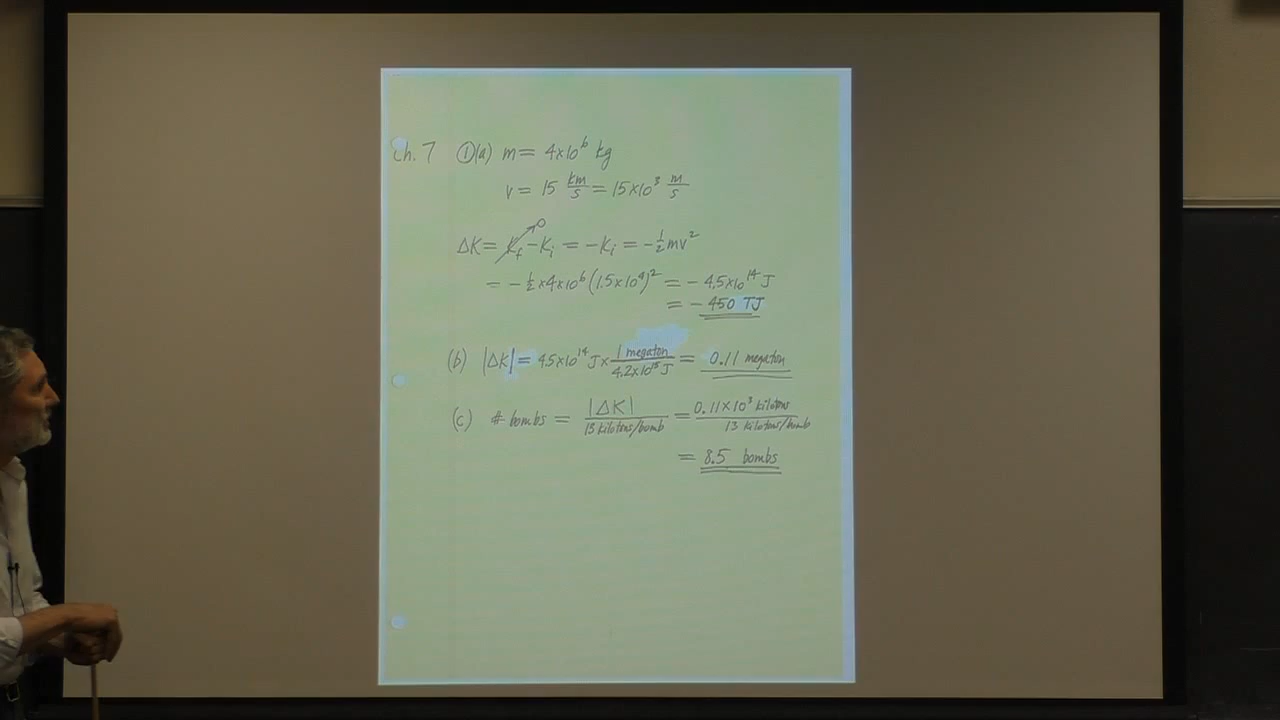 Ch. 7 ①(a) m = 4×10⁶ kg
v = 15 km/s = 15×10³ m/s
ΔK = K_f⁰ - K_i = -K_i = -½mv²
= -½×4×10⁶(1.5×10⁴)² = -4.5×10¹⁴ J
= -450 TJ
(b) |ΔK| = 4.5×10¹⁴ J × 1 megaton/4.2×10¹⁵ J = 0.11 megaton
(c) # bombs = |ΔK|/13 kilotons/bomb = 0.11×10³ kilotons/13 kilotons/bomb
= 8.5 bombs